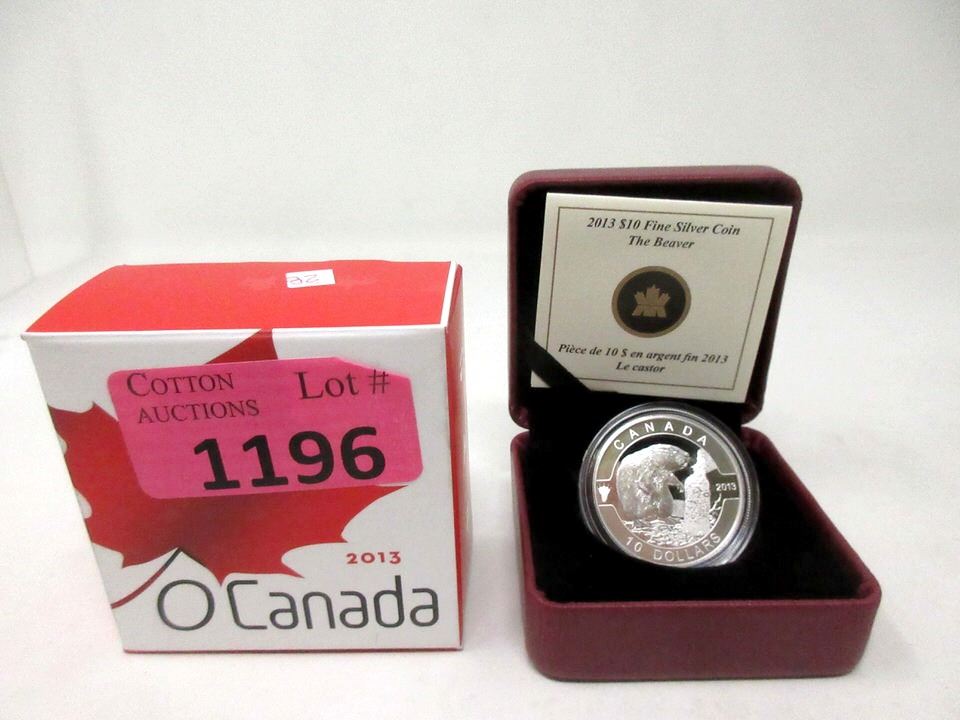 COTTON
AUCTIONS
Lot #
1196
2013
O Canada
2013 $10 Fine Silver Coin
The Beaver
Pièce de 10 $ en argent fin 2013
Le castor
CANADA
2013
10 DOLLARS